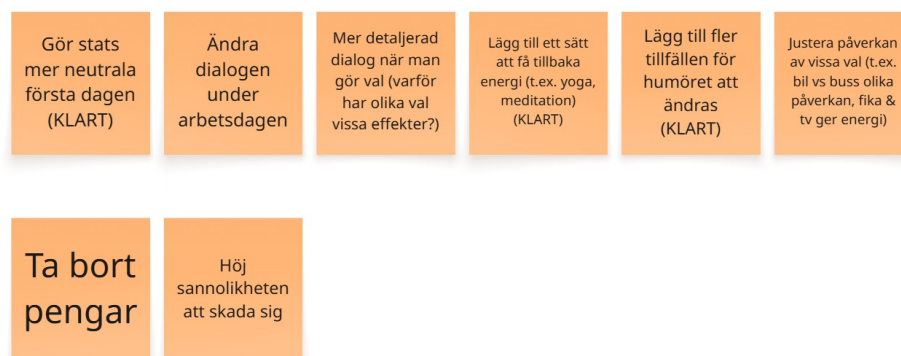 Gör stats
mer neutrala
första dagen
(KLART)
Ändra
dialogen
under
arbetsdagen
Mer detaljerad
dialog när man
gör val (varför
har olika val
vissa effekter?)
Lägg till ett sätt
att få tillbaka
energi (t.ex. yoga,
meditation)
(KLART)
Lägg till fler
tillfällen för
humöret att
ändras
(KLART)
Justera påverkan
av vissa val (t.ex.
bil vs buss olika
påverkan, fika &
tv ger energi)
Ta bort
pengar
Höj
sannolikheten
att skada sig